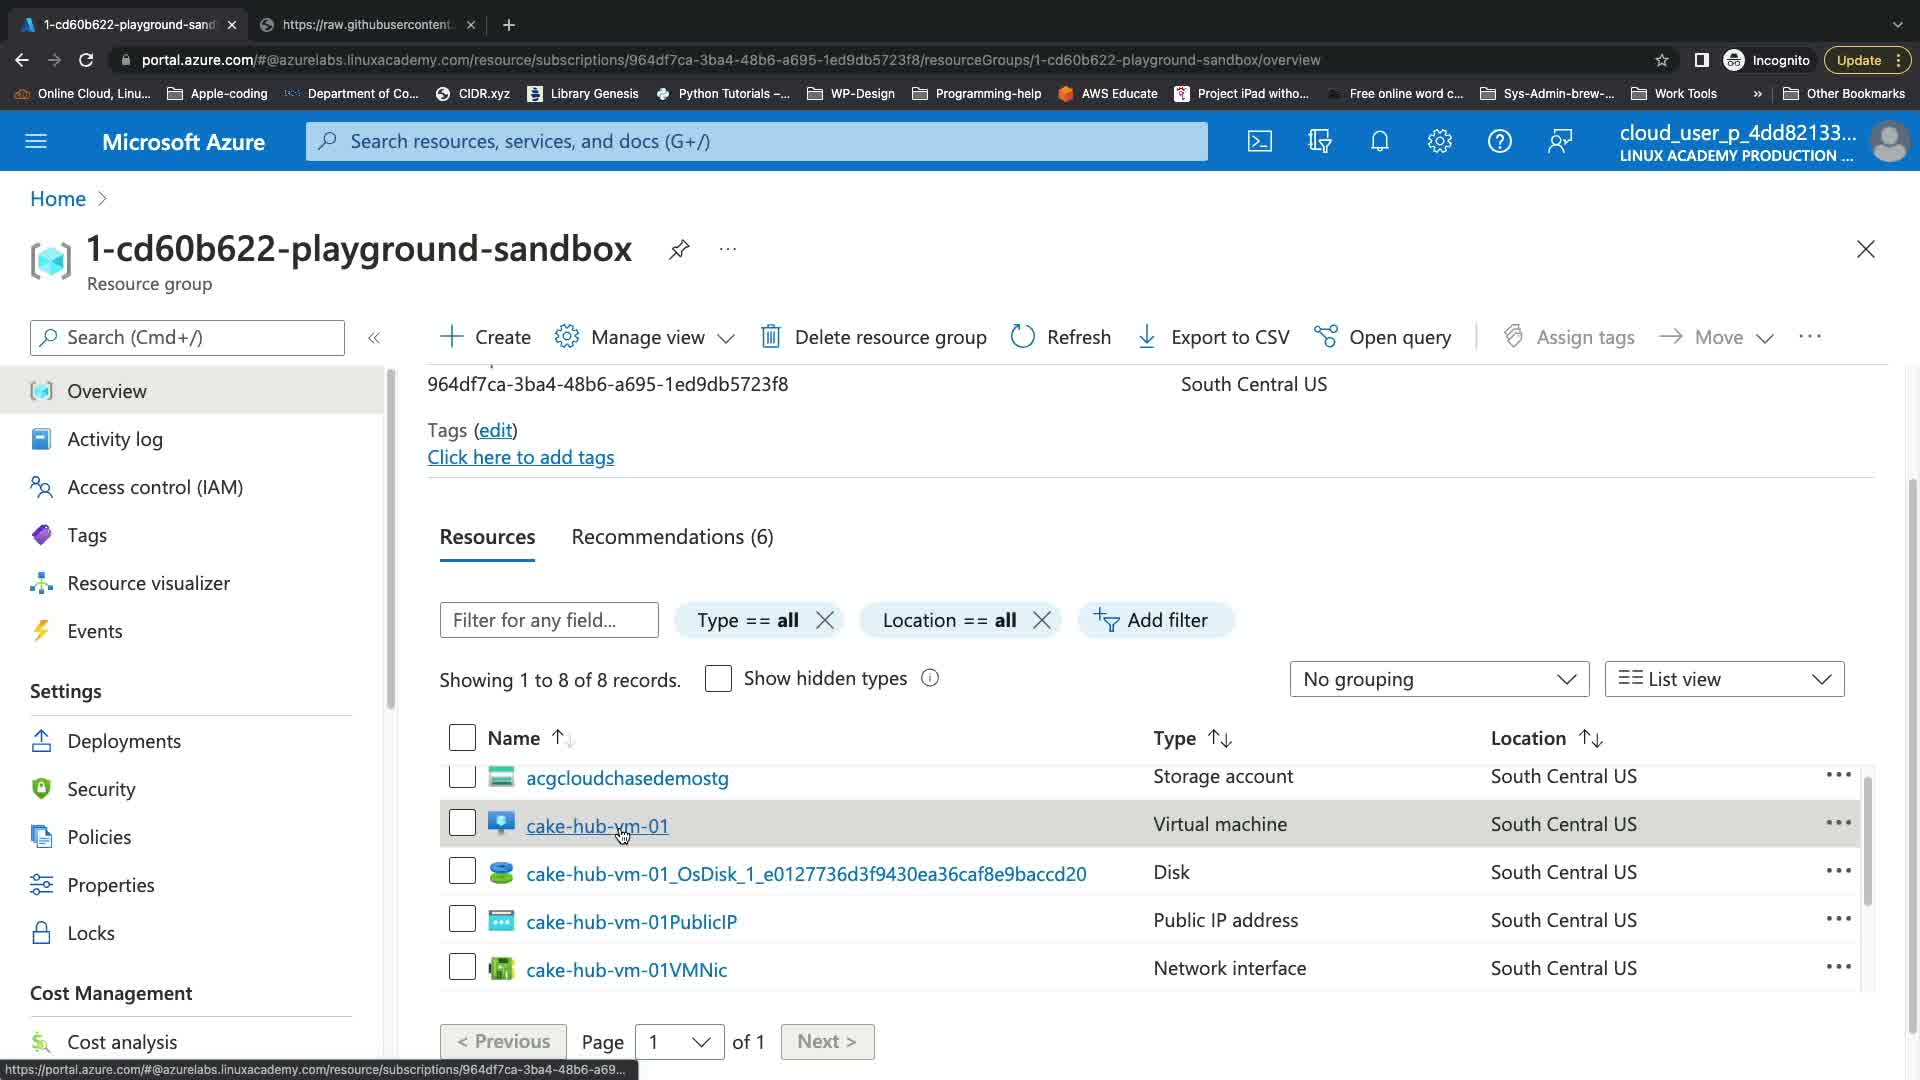 1-cd60b622-playground-sand
https://raw.githubusercontent.
portal.azure.com/#@azurelabs.linuxacademy.com/resource/subscriptions/964df7ca-3ba4-48b6-a695-1ed9db5723f8/resourceGroups/1-cd60b622-playground-sandbox/overview
Incognito
Update
Online Cloud, Linu...
Apple-coding
Department of Co...
CIDR.xyz
Library Genesis
Python Tutorials –...
WP-Design
Programming-help
AWS Educate
Project iPad witho...
Free online word c...
Sys-Admin-brew-...
Work Tools
»
Other Bookmarks
Microsoft Azure
Search resources, services, and docs (G+/)
cloud_user_p_4dd82133...
LINUX ACADEMY PRODUCTION ...
Home
1-cd60b622-playground-sandbox
Resource group
Search (Cmd+/)
«
Create
Manage view
Delete resource group
Refresh
Export to CSV
Open query
Assign tags
Move
Overview
Activity log
Access control (IAM)
Tags
Resource visualizer
Events
Settings
Deployments
Security
Policies
Properties
Locks
Cost Management
Cost analysis
964df7ca-3ba4-48b6-a695-1ed9db5723f8
South Central US
Tags (edit)
Click here to add tags
Resources
Recommendations (6)
Filter for any field...
Type == all
Location == all
Add filter
Showing 1 to 8 of 8 records.
Show hidden types
No grouping
List view
Name
Type
Location
acgcloudchasedemostg
Storage account
South Central US
cake-hub-vm-01
Virtual machine
South Central US
cake-hub-vm-01_OsDisk_1_e0127736d3f9430ea36caf8e9baccd20
Disk
South Central US
cake-hub-vm-01PublicIP
Public IP address
South Central US
cake-hub-vm-01VMNic
Network interface
South Central US
< Previous
Page
1
of 1
Next >
https://portal.azure.com/#@azurelabs.linuxacademy.com/resource/subscriptions/964df7ca-3ba4-48b6-a69...